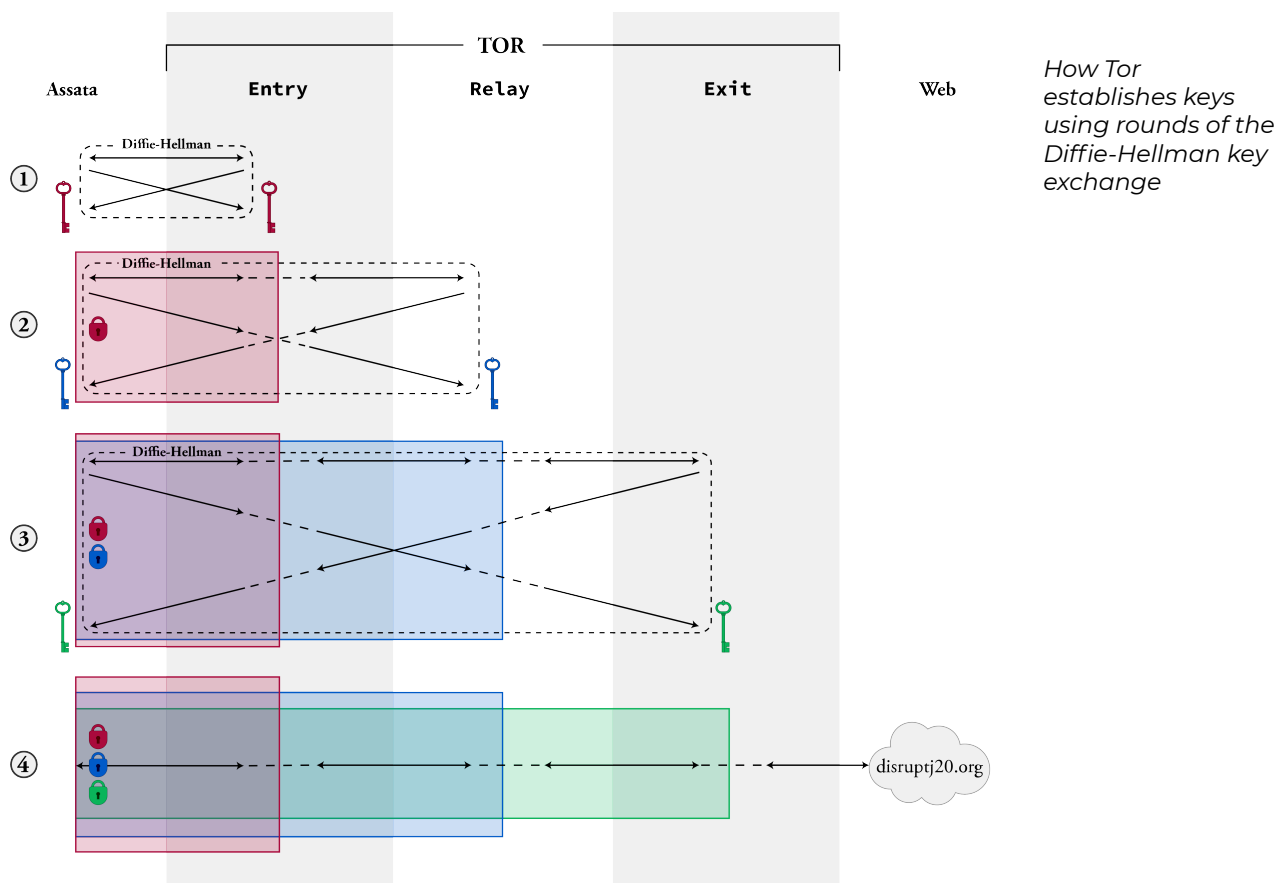 TOR
Assata
Entry
Relay
Exit
Web
How Tor
establishes keys
using rounds of the
Diffie-Hellman key
exchange
1
Diffie-Hellman
2
Diffie-Hellman
3
Diffie-Hellman
4
disruptj20.org